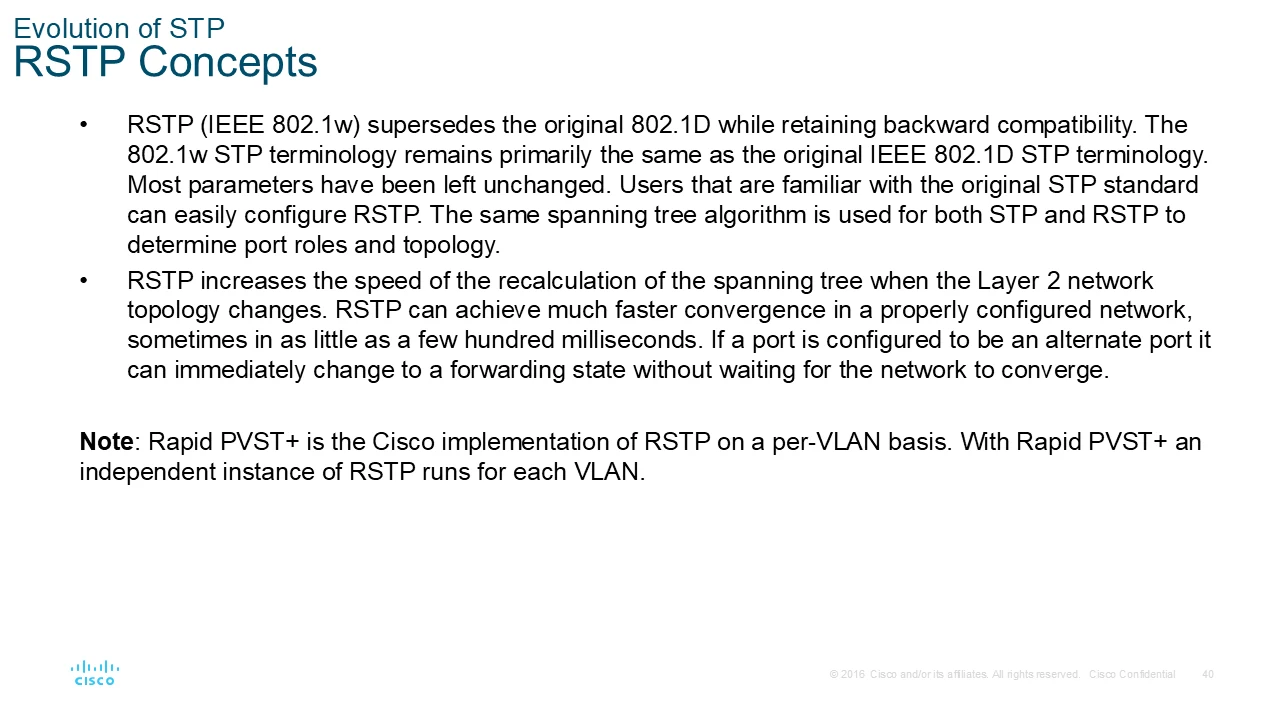 Evolution of STP
RSTP Concepts
• RSTP (IEEE 802.1w) supersedes the original 802.1D while retaining backward compatibility. The
802.1w STP terminology remains primarily the same as the original IEEE 802.1D STP terminology.
Most parameters have been left unchanged. Users that are familiar with the original STP standard
can easily configure RSTP. The same spanning tree algorithm is used for both STP and RSTP to
determine port roles and topology.
• RSTP increases the speed of the recalculation of the spanning tree when the Layer 2 network
topology changes. RSTP can achieve much faster convergence in a properly configured network,
sometimes in as little as a few hundred milliseconds. If a port is configured to be an alternate port it
can immediately change to a forwarding state without waiting for the network to converge.
Note: Rapid PVST+ is the Cisco implementation of RSTP on a per-VLAN basis. With Rapid PVST+ an
independent instance of RSTP runs for each VLAN.
CISCO
© 2016 Cisco and/or its affiliates. All rights reserved. Cisco Confidential 40